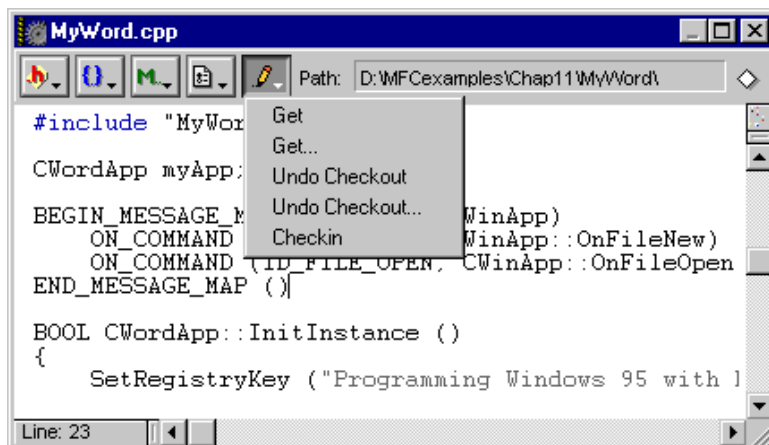 MyWord.cpp
.h {} M Path: D:\MFCexamples\Chap11\MyWord\
Get
Get...
Undo Checkout
Undo Checkout...
Checkin
#include "MyWor
CWordApp myApp;
BEGIN_MESSAGE_M WinApp)
ON_COMMAND WinApp::OnFileNew)
ON_COMMAND (ID_FILE_OPEN, CWinApp::OnFileOpen
END_MESSAGE_MAP ()
BOOL CWordApp::InitInstance ()
{
SetRegistryKey ("Programming Windows 95 with
Line: 23